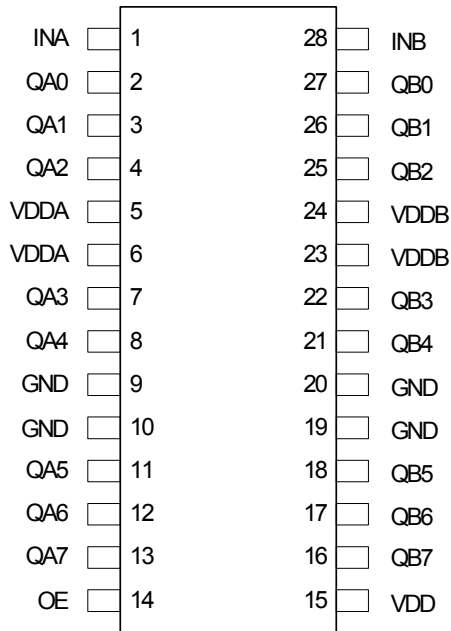 INA 1 28 INB
QA0 2 27 QB0
QA1 3 26 QB1
QA2 4 25 QB2
VDDA 5 24 VDDB
VDDA 6 23 VDDB
QA3 7 22 QB3
QA4 8 21 QB4
GND 9 20 GND
GND 10 19 GND
QA5 11 18 QB5
QA6 12 17 QB6
QA7 13 16 QB7
OE 14 15 VDD